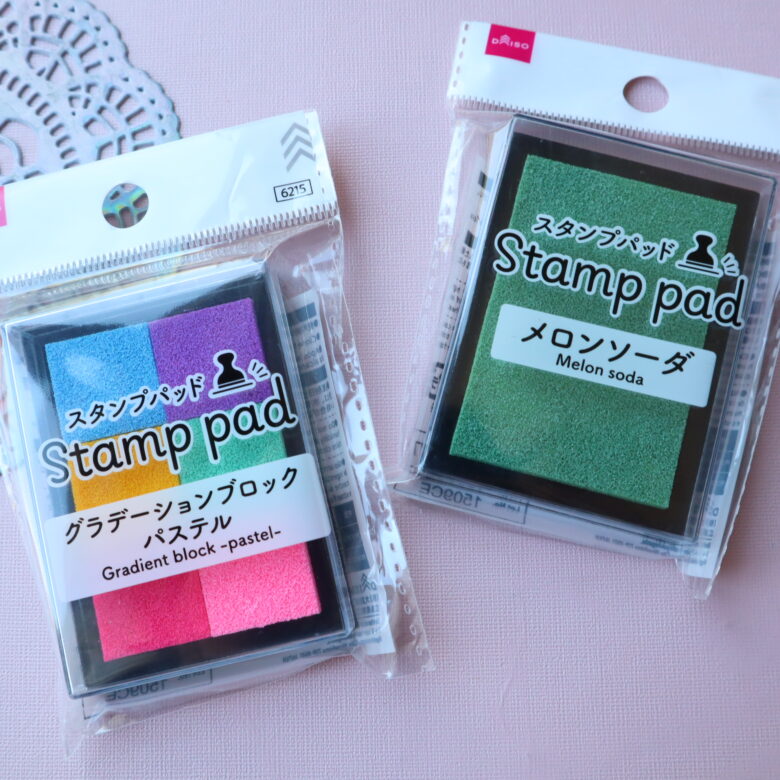 6215
スタンプパッド
Stamp pad
グラデーションブロック
パステル
Gradient block -pastel-
DAISO
スタンプパッド
Stamp pad
メロンソーダ
Melon soda
1509CE